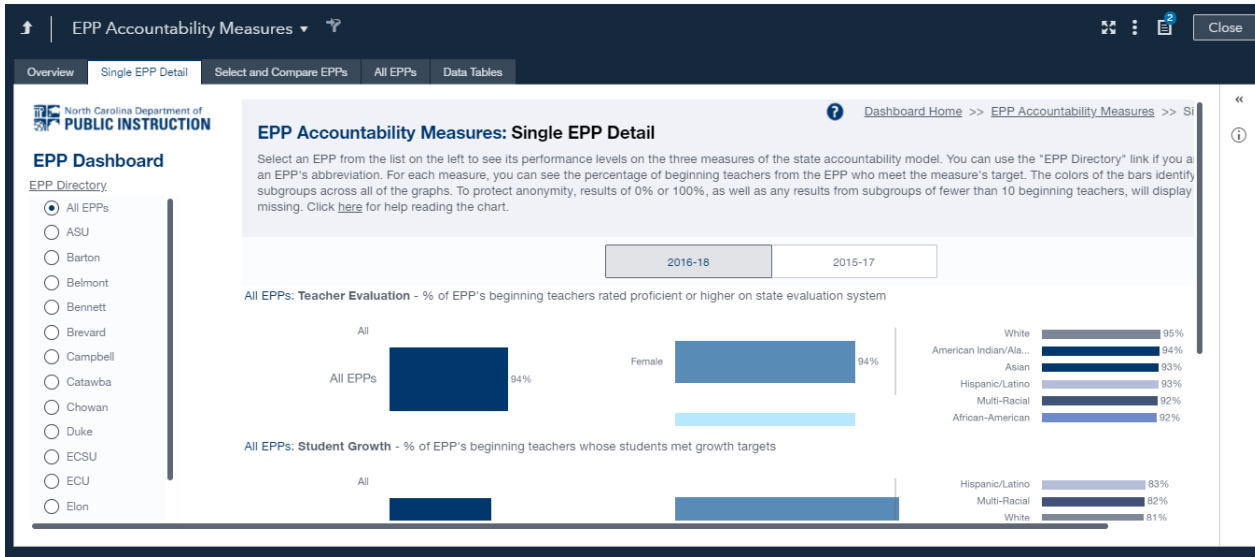 EPP Accountability Measures
2
Close
Overview
Single EPP Detail
Select and Compare EPPs
All EPPs
Data Tables
North Carolina Department of
PUBLIC INSTRUCTION
EPP Dashboard
EPP Directory
All EPPs
ASU
Barton
Belmont
Bennett
Brevard
Campbell
Catawba
Chowan
Duke
ECSU
ECU
Elon
?
Dashboard Home >> EPP Accountability Measures >> Si
EPP Accountability Measures: Single EPP Detail
Select an EPP from the list on the left to see its performance levels on the three measures of the state accountability model. You can use the "EPP Directory" link if you a
an EPP's abbreviation. For each measure, you can see the percentage of beginning teachers from the EPP who meet the measure's target. The colors of the bars identify
subgroups across all of the graphs. To protect anonymity, results of 0% or 100%, as well as any results from subgroups of fewer than 10 beginning teachers, will display
missing. Click here for help reading the chart.
2016-18
2015-17
All EPPs: Teacher Evaluation - % of EPP's beginning teachers rated proficient or higher on state evaluation system
All
All EPPs
94%
Female
94%
White 95%
American Indian/Ala... 94%
Asian 93%
Hispanic/Latino 93%
Multi-Racial 92%
African-American 92%
All EPPs: Student Growth - % of EPP's beginning teachers whose students met growth targets
All
Hispanic/Latino 83%
Multi-Racial 82%
White 81%